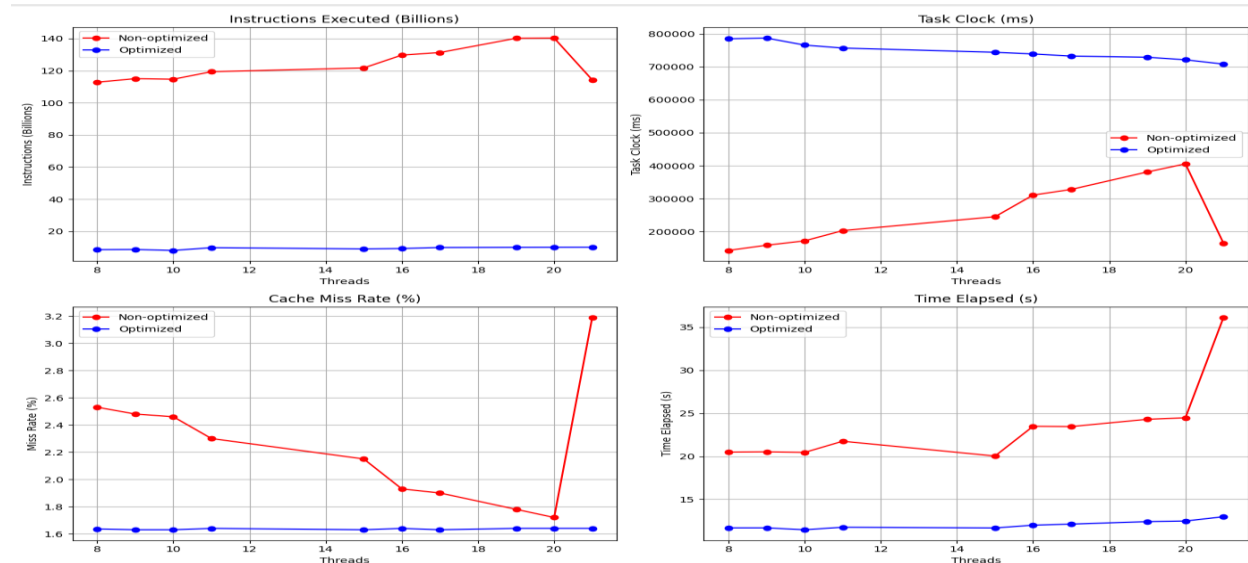 Instructions Executed (Billions)
Instructions (Billions)
140
120
100
80
60
40
20
Non-optimized
Optimized
8 10 12 14 16 18 20
Threads
Task Clock (ms)
Task Clock (ms)
800000
700000
600000
500000
400000
300000
200000
Non-optimized
Optimized
8 10 12 14 16 18 20
Threads
Cache Miss Rate (%)
Miss Rate (%)
3.2
3.0
2.8
2.6
2.4
2.2
2.0
1.8
1.6
Non-optimized
Optimized
8 10 12 14 16 18 20
Threads
Time Elapsed (s)
Time Elapsed (s)
35
30
25
20
15
Non-optimized
Optimized
8 10 12 14 16 18 20
Threads